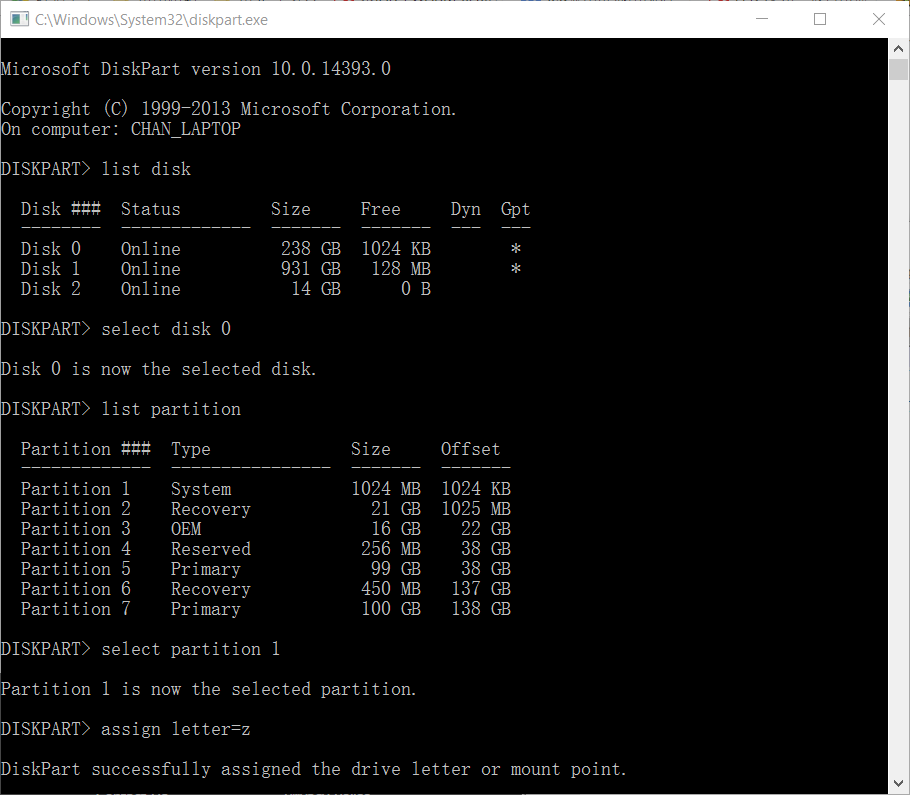 C:\Windows\System32\diskpart.exe
Microsoft DiskPart version 10.0.14393.0
Copyright (C) 1999-2013 Microsoft Corporation.
On computer: CHAN_LAPTOP
DISKPART> list disk
  Disk ###  Status         Size     Free     Dyn  Gpt
  --------  -------------  -------  -------  ---  ---
  Disk 0    Online          238 GB  1024 KB        *
  Disk 1    Online          931 GB   128 MB        *
  Disk 2    Online           14 GB      0 B
DISKPART> select disk 0
Disk 0 is now the selected disk.
DISKPART> list partition
  Partition ###  Type              Size     Offset
  -------------  ----------------  -------  -------
  Partition 1    System            1024 MB  1024 KB
  Partition 2    Recovery            21 GB  1025 MB
  Partition 3    OEM                 16 GB    22 GB
  Partition 4    Reserved           256 MB    38 GB
  Partition 5    Primary             99 GB    38 GB
  Partition 6    Recovery           450 MB   137 GB
  Partition 7    Primary            100 GB   138 GB
DISKPART> select partition 1
Partition 1 is now the selected partition.
DISKPART> assign letter=z
DiskPart successfully assigned the drive letter or mount point.